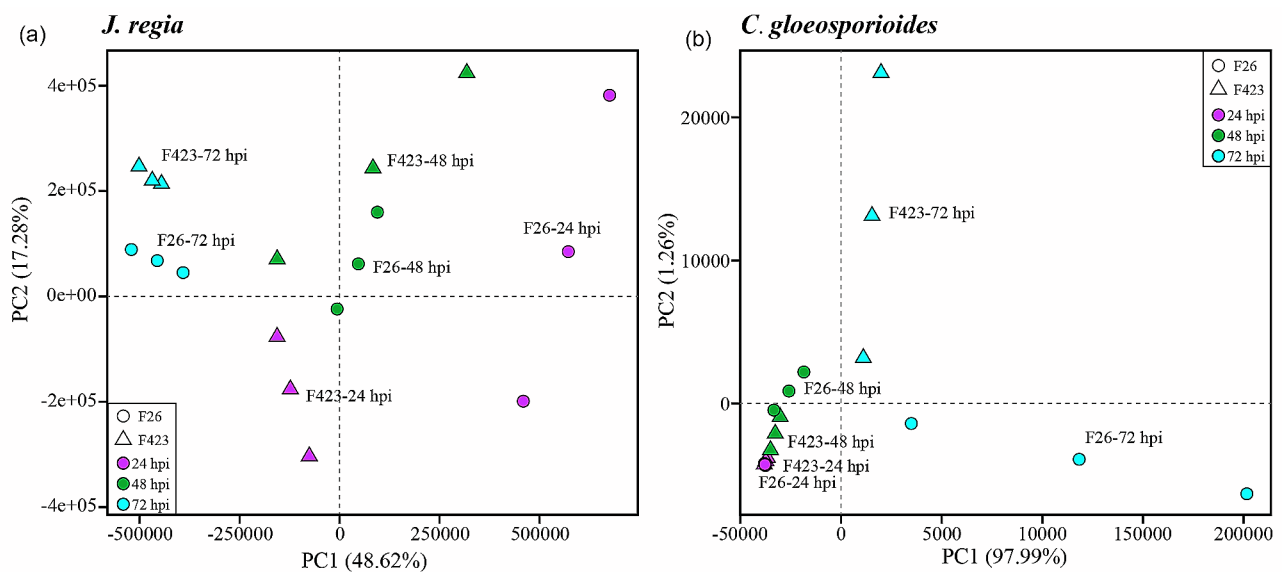 (a)
J. regia
4e+05
2e+05
0e+00
-2e+05
-4e+05
PC2 (17.28%)
F423-72 hpi
F423-48 hpi
F26-24 hpi
F26-72 hpi
F26-48 hpi
F423-24 hpi
F26
F423
24 hpi
48 hpi
72 hpi
-500000
-250000
0
250000
500000
PC1 (48.62%)
(b)
C. gloeosporioides
20000
10000
0
PC2 (1.26%)
F26
F423
24 hpi
48 hpi
72 hpi
F423-72 hpi
F26-48 hpi
F423-48 hpi
F26-72 hpi
F423-24 hpi
F26-24 hpi
-50000
0
5000
10000
150000
200000
PC1 (97.99%)